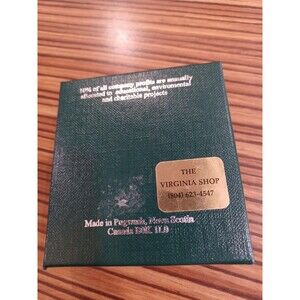 10% of all company profits are annually
allocated to educational, enviromental
and charitable projects
THE
VIRGINIA SHOP
(804) 623-4547
Made in Pugwash, Nova Scotia
Canada B0K 1L0